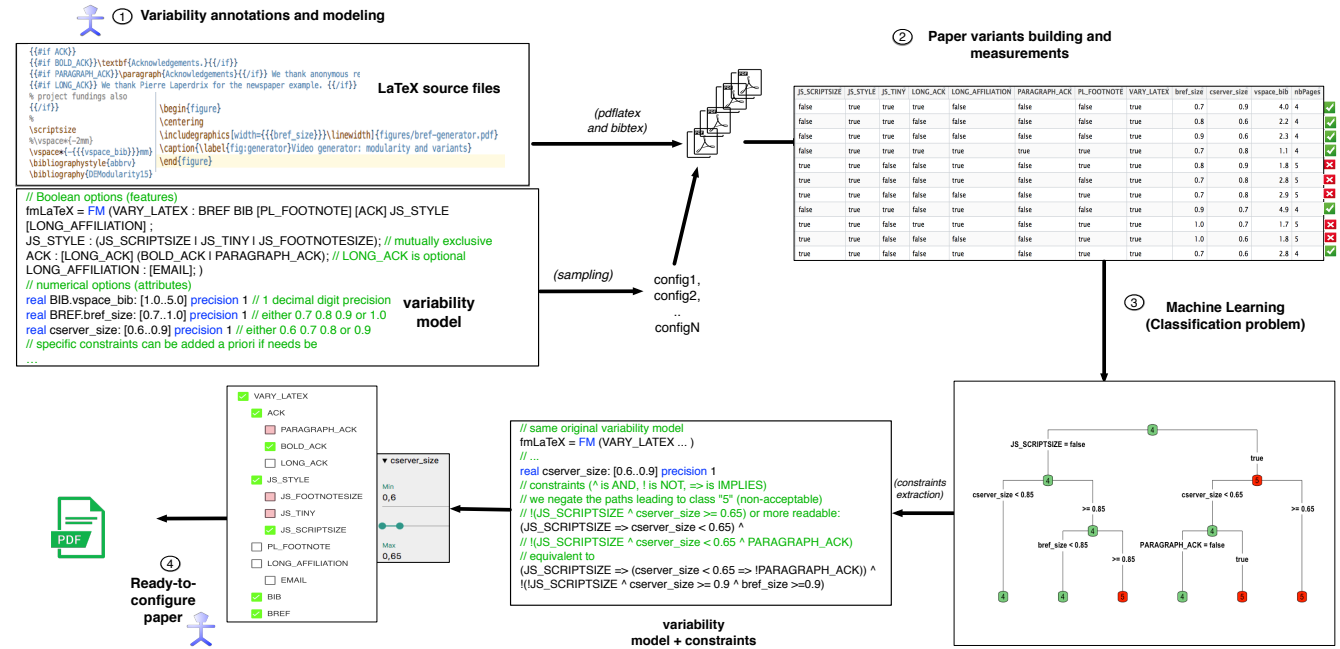 1 Variability annotations and modeling
{{#if ACK}}
{{#if BOLD_ACK}}\textbf{Acknowledgements.}{{/if}}
{{#if PARAGRAPH_ACK}}\paragraph{Acknowledgements}{{/if}} We thank anonymous re
{{#if LONG_ACK}} We thank Pierre Laperdrix for the newspaper example. {{/if}}
% project fundings also
{{/if}}
%
\scriptsize
%\vspace*{-2mm}
\vspace*{-{{{vspace_bib}}}mm}
\bibliographystyle{abbrv}
\bibliography{DEModularity15}
LaTeX source files
\begin{figure}
\centering
\includegraphics[width={{{bref_size}}}\linewidth]{figures/bref-generator.pdf}
\caption{\label{fig:generator}Video generator: modularity and variants}
\end{figure}
// Boolean options (features)
fmLaTeX = FM (VARY_LATEX : BREF BIB [PL_FOOTNOTE] [ACK] JS_STYLE
[LONG_AFFILIATION] ;
JS_STYLE : (JS_SCRIPTSIZE | JS_TINY | JS_FOOTNOTESIZE); // mutually exclusive
ACK : [LONG_ACK] (BOLD_ACK | PARAGRAPH_ACK); // LONG_ACK is optional
LONG_AFFILIATION : [EMAIL]; )
// numerical options (attributes)
real BIB.vspace_bib: [1.0..5.0] precision 1 // 1 decimal digit precision
real BREF.bref_size: [0.7..1.0] precision 1 // either 0.7 0.8 0.9 or 1.0
real cserver_size: [0.6..0.9] precision 1 // either 0.6 0.7 0.8 or 0.9
// specific constraints can be added a priori if needs be
...
variability
model
(pdflatex
and bibtex)
(sampling)
config1,
config2,
..
configN
2 Paper variants building and
measurements
JS_SCRIPTSIZE JS_STYLE JS_TINY LONG_ACK LONG_AFFILIATION PARAGRAPH_ACK PL_FOOTNOTE VARY_LATEX bref_size cserver_size vspace_bib nbPages
false true true true false false false true 0.7 0.9 4.0 4
false true false false false false true true 0.8 0.6 2.2 4
false true false false true false true true 0.9 0.6 2.3 4
false true true false false false false true 0.7 0.8 1.1 4
true true false false false false true true 0.8 0.9 1.8 5
true true false true true false false true 0.7 0.8 2.8 5
true true false false true false true true 0.7 0.8 2.9 5
false true true false true false false true 0.9 0.7 4.9 4
true true false true false false true true 1.0 0.7 1.7 5
true true false false false false true true 1.0 0.6 1.8 5
true true false false true false true true 0.7 0.6 2.8 4
3 Machine Learning
(Classification problem)
4
JS_SCRIPTSIZE = false
true
4 5
cserver_size < 0.85
>= 0.85
cserver_size < 0.65
>= 0.65
4 4
bref_size < 0.85
>= 0.85
PARAGRAPH_ACK = false
true
4 4 5 4 5 5
(constraints
extraction)
// same original variability model
fmLaTeX = FM (VARY_LATEX ... )
// ...
real cserver_size: [0.6..0.9] precision 1
// constraints (^ is AND, ! is NOT, => is IMPLIES)
// we negate the paths leading to class "5" (non-acceptable)
// !(JS_SCRIPTSIZE ^ cserver_size >= 0.65) or more readable:
(JS_SCRIPTSIZE => cserver_size < 0.65) ^
// !(JS_SCRIPTSIZE ^ cserver_size < 0.65 ^ PARAGRAPH_ACK)
// equivalent to
(JS_SCRIPTSIZE => (cserver_size < 0.65 => !PARAGRAPH_ACK)) ^
!(!JS_SCRIPTSIZE ^ cserver_size >= 0.9 ^ bref_size >=0.9)
variability
model + constraints
VARY_LATEX
ACK
PARAGRAPH_ACK
BOLD_ACK
LONG_ACK
JS_STYLE
JS_FOOTNOTESIZE
JS_TINY
JS_SCRIPTSIZE
PL_FOOTNOTE
LONG_AFFILIATION
EMAIL
BIB
BREF
▼ cserver_size
Min
0,6
Max
0,65
PDF
4
Ready-to-
configure
paper